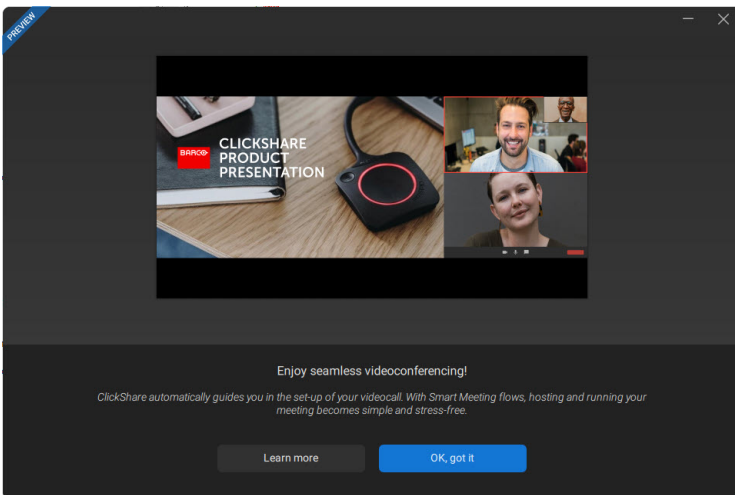 PREVIEW
BARCO
CLICKSHARE
PRODUCT
PRESENTATION
Enjoy seamless videoconferencing!
ClickShare automatically guides you in the set-up of your videocall. With Smart Meeting flows, hosting and running your
meeting becomes simple and stress-free.
Learn more
OK, got it